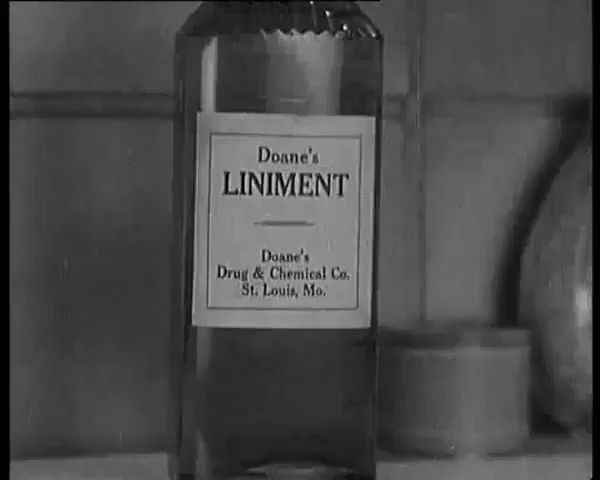 Doane's
LINIMENT
Doane's
Drug & Chemical Co.
St. Louis, Mo.